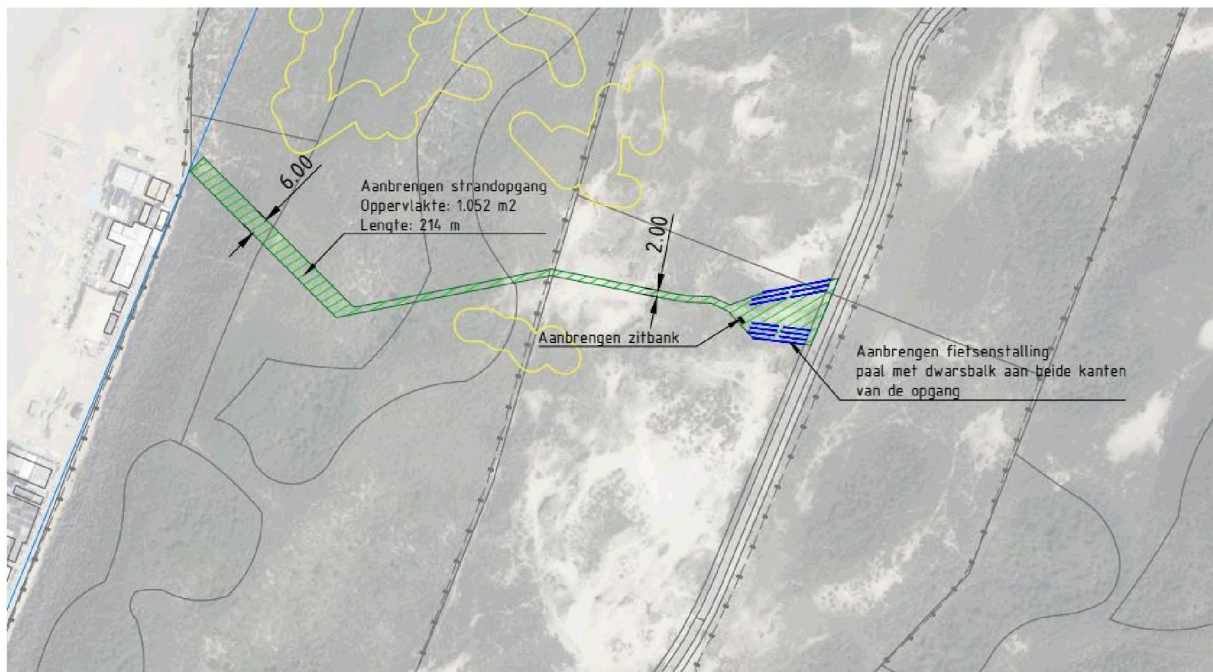 6.00
Aanbrengen strandopgang
Oppervlakte: 1.052 m2
Lengte: 214 m
2.00
Aanbrengen zitbank
Aanbrengen fietsenstalling
paal met dwarsbalk aan beide kanten
van de opgang